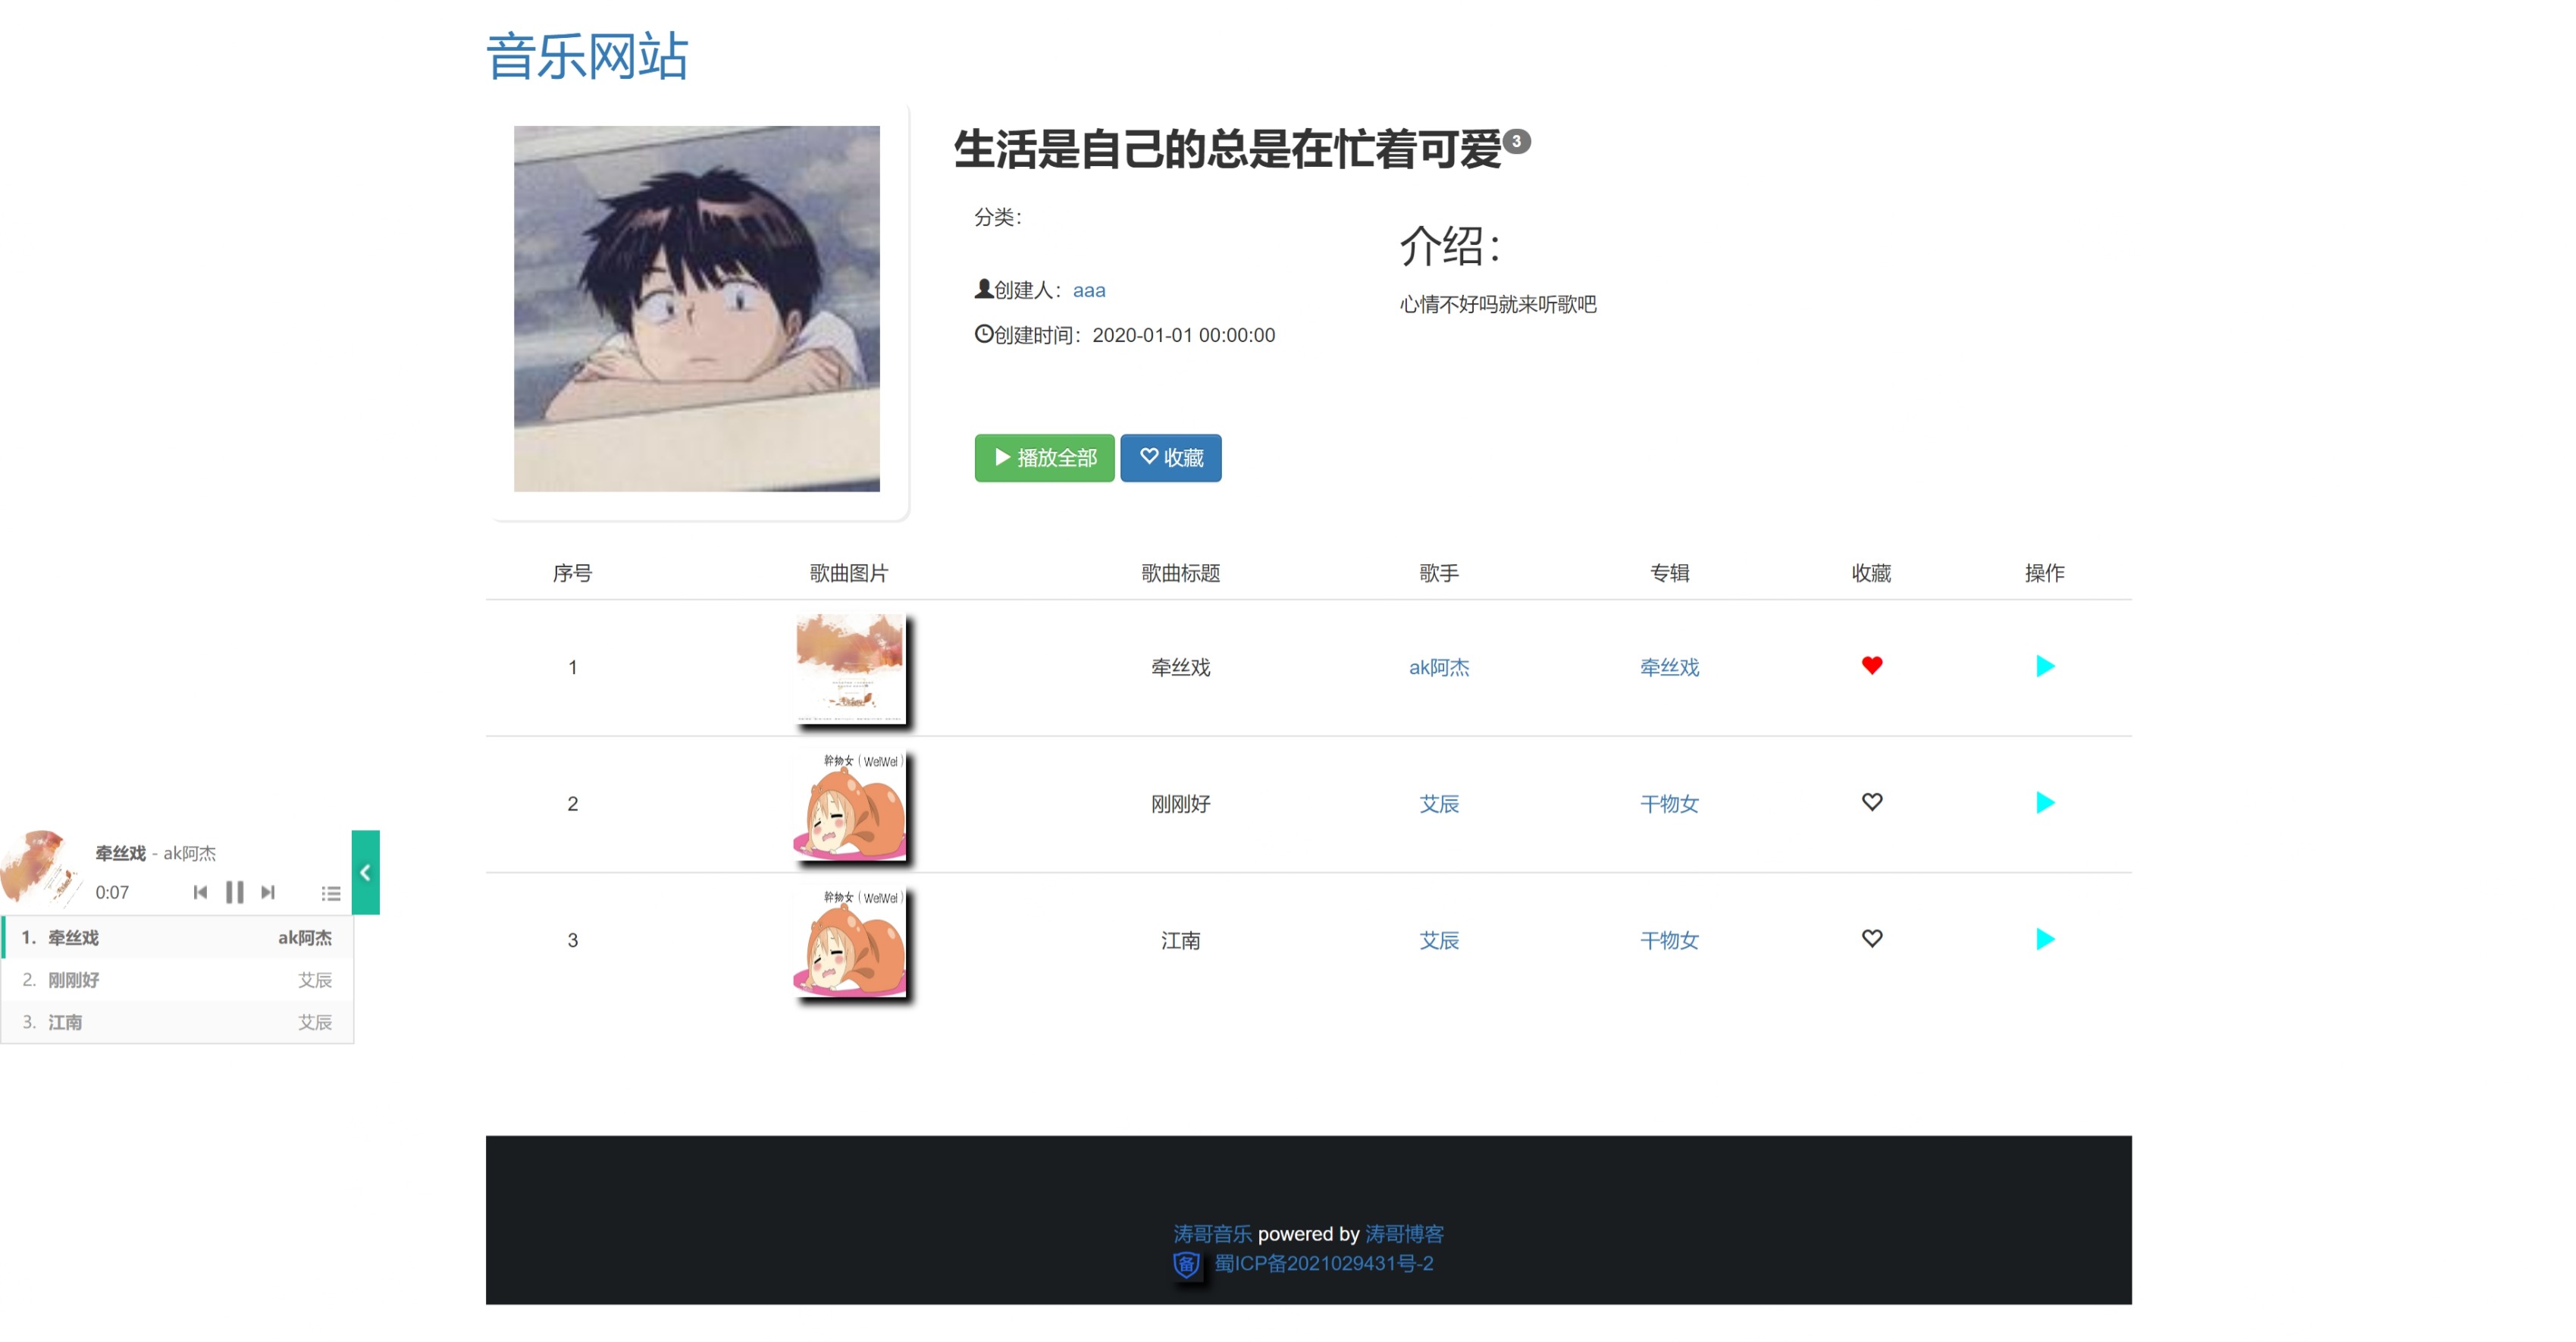 音乐网站
生活是自己的总是在忙着可爱3
分类：
创建人：aaa
创建时间：2020-01-01 00:00:00
介绍：
心情不好吗就来听歌吧
播放全部 收藏
序号 歌曲图片 歌曲标题 歌手 专辑 收藏 操作
1 牵丝戏 ak阿杰 牵丝戏
幹物女（WeiWei）
2 刚刚好 艾辰 干物女
幹物女（WeiWei）
3 江南 艾辰 干物女
牵丝戏 - ak阿杰
0:07
1. 牵丝戏 ak阿杰
2. 刚刚好 艾辰
3. 江南 艾辰
涛哥音乐 powered by 涛哥博客
备 蜀ICP备2021029431号-2